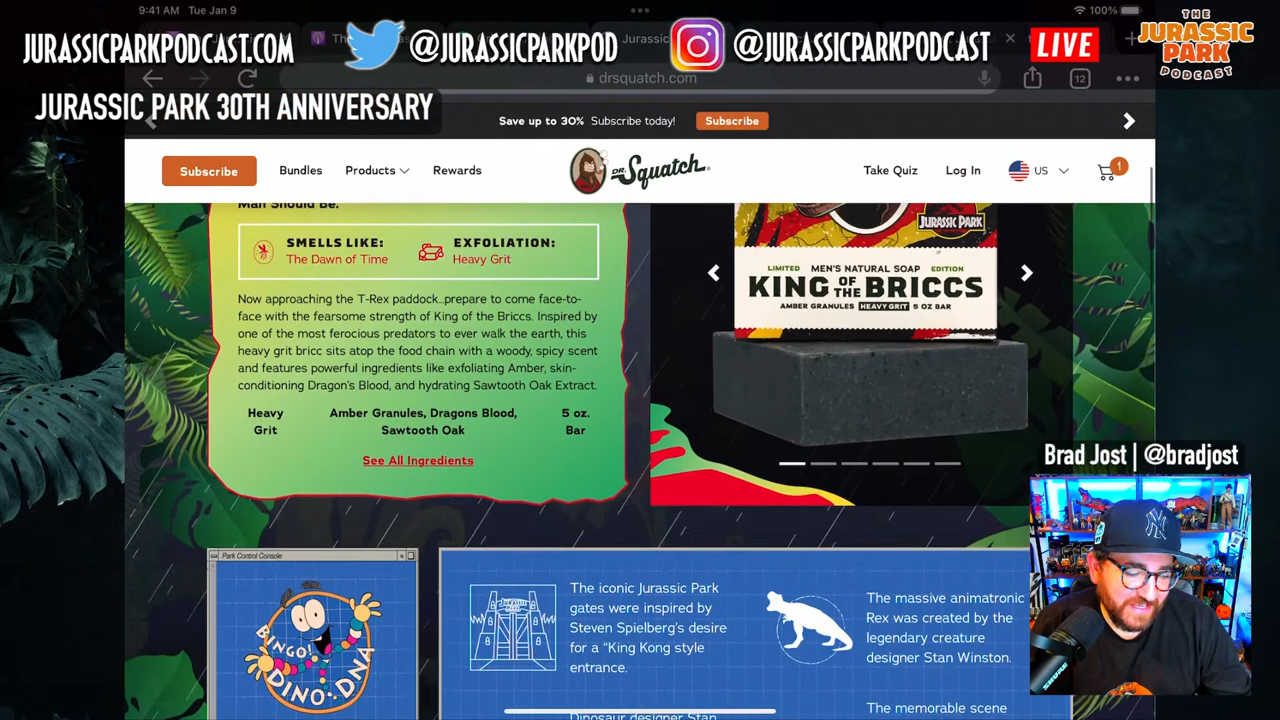 9:41 AM Tue Jan 9
100%
JURASSICPARKPODCAST.COM
@JURASSICPARKPOD
@JURASSICPARKPODCAST
LIVE
THE
JURASSIC
PARK
PODCAST
drsquatch.com
12
JURASSIC PARK 30TH ANNIVERSARY
Save up to 30% Subscribe today!
Subscribe
Subscribe
Bundles
Products
Rewards
DR. Squatch
Take Quiz
Log In
US
1
Man Should Be.
SMELLS LIKE:
The Dawn of Time
EXFOLIATION:
Heavy Grit
Now approaching the T-Rex paddock...prepare to come face-to-
face with the fearsome strength of King of the Briccs. Inspired by
one of the most ferocious predators to ever walk the earth, this
heavy grit bricc sits atop the food chain with a woody, spicy scent
and features powerful ingredients like exfoliating Amber, skin-
conditioning Dragon's Blood, and hydrating Sawtooth Oak Extract.
Heavy
Grit
Amber Granules, Dragons Blood,
Sawtooth Oak
5 oz.
Bar
See All Ingredients
JURASSIC PARK
LIMITED MEN'S NATURAL SOAP EDITION
KING OF THE BRICCS
AMBER GRANULES HEAVY GRIT 5 OZ BAR
Brad Jost | @bradjost
Park Control Console
BINGO!
DINO! DNA
The iconic Jurassic Park
gates were inspired by
Steven Spielberg's desire
for a "King Kong style
entrance.
The massive animatronic
Rex was created by the
legendary creature
designer Stan Winston.
Dinosaur designer Stan
The memorable scene
SHURE